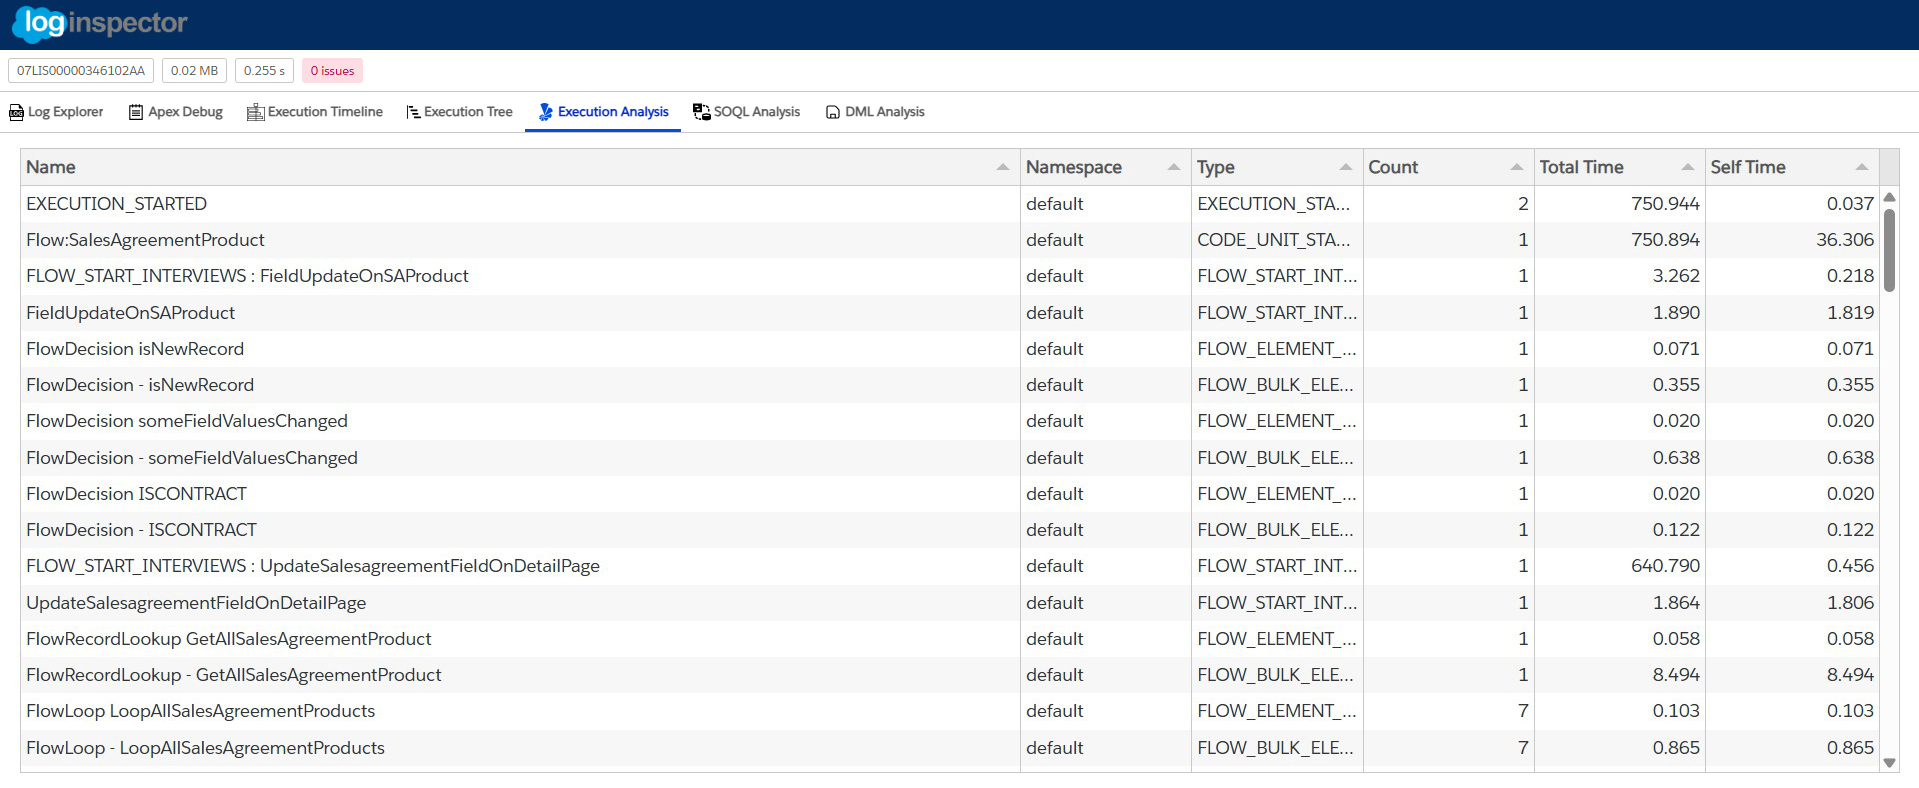 loginspector
07LIS00000346102AA 0.02 MB 0.255 s 0 issues
Log Explorer Apex Debug Execution Timeline Execution Tree Execution Analysis SOQL Analysis DML Analysis
Name Namespace Type Count Total Time Self Time
EXECUTION_STARTED default EXECUTION_STA... 2 750.944 0.037
Flow:SalesAgreementProduct default CODE_UNIT_STA... 1 750.894 36.306
FLOW_START_INTERVIEWS : FieldUpdateOnSAProduct default FLOW_START_INT... 1 3.262 0.218
FieldUpdateOnSAProduct default FLOW_START_INT... 1 1.890 1.819
FlowDecision isNewRecord default FLOW_ELEMENT_... 1 0.071 0.071
FlowDecision - isNewRecord default FLOW_BULK_ELE... 1 0.355 0.355
FlowDecision someFieldValuesChanged default FLOW_ELEMENT_... 1 0.020 0.020
FlowDecision - someFieldValuesChanged default FLOW_BULK_ELE... 1 0.638 0.638
FlowDecision ISCONTRACT default FLOW_ELEMENT_... 1 0.020 0.020
FlowDecision - ISCONTRACT default FLOW_BULK_ELE... 1 0.122 0.122
FLOW_START_INTERVIEWS : UpdateSalesagreementFieldOnDetailPage default FLOW_START_INT... 1 640.790 0.456
UpdateSalesagreementFieldOnDetailPage default FLOW_START_INT... 1 1.864 1.806
FlowRecordLookup GetAllSalesAgreementProduct default FLOW_ELEMENT_... 1 0.058 0.058
FlowRecordLookup - GetAllSalesAgreementProduct default FLOW_BULK_ELE... 1 8.494 8.494
FlowLoop LoopAllSalesAgreementProducts default FLOW_ELEMENT_... 7 0.103 0.103
FlowLoop - LoopAllSalesAgreementProducts default FLOW_BULK_ELE... 7 0.865 0.865